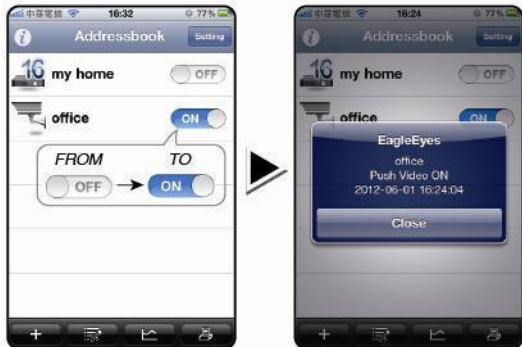 中華電信 16:32 77%
Addressbook Setting
16 my home OFF
office ON
FROM TO
OFF ON
中華電信 16:24 77%
Addressbook Setting
16 my home OFF
office ON
EagleEyes
office
Push Video ON
2012-06-01 16:24:04
Close